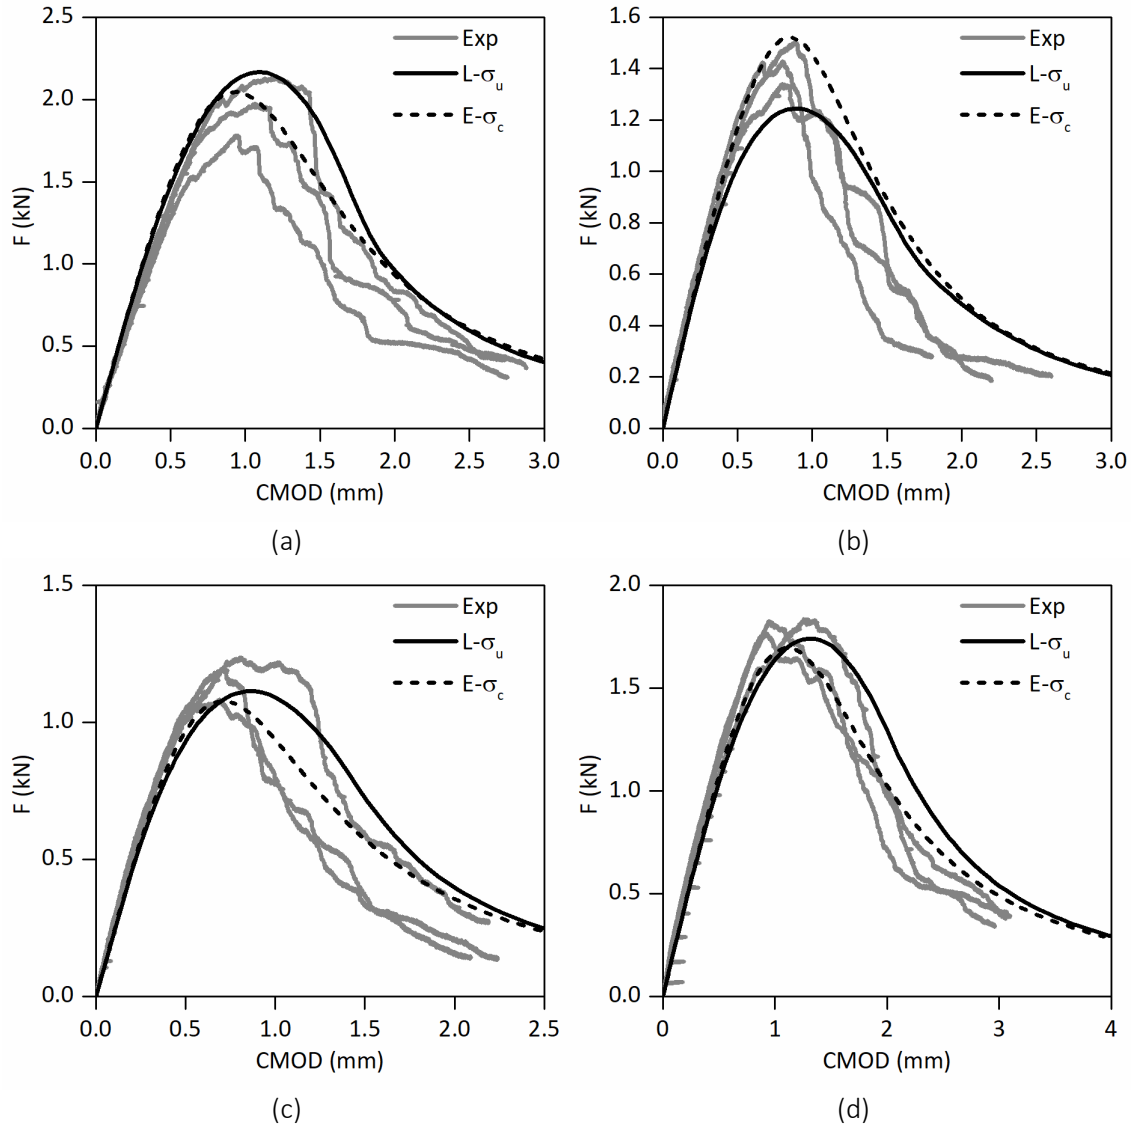 2.5
2.0
1.5
1.0
0.5
0.0
F (kN)
Exp
L-σu
E-σc
0.0 0.5 1.0 1.5 2.0 2.5 3.0
CMOD (mm)
(a)
1.6
1.4
1.2
1.0
0.8
0.6
0.4
0.2
0.0
F (kN)
Exp
L-σu
E-σc
0.0 0.5 1.0 1.5 2.0 2.5 3.0
CMOD (mm)
(b)
1.5
1.0
0.5
0.0
F (kN)
Exp
L-σu
E-σc
0.0 0.5 1.0 1.5 2.0 2.5
CMOD (mm)
(c)
2.0
1.5
1.0
0.5
0.0
F (kN)
Exp
L-σu
E-σc
0 1 2 3 4
CMOD (mm)
(d)